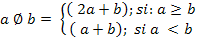 a ∅ b = { ( 2a + b); si: a ≥ b
( a + b); si a < b